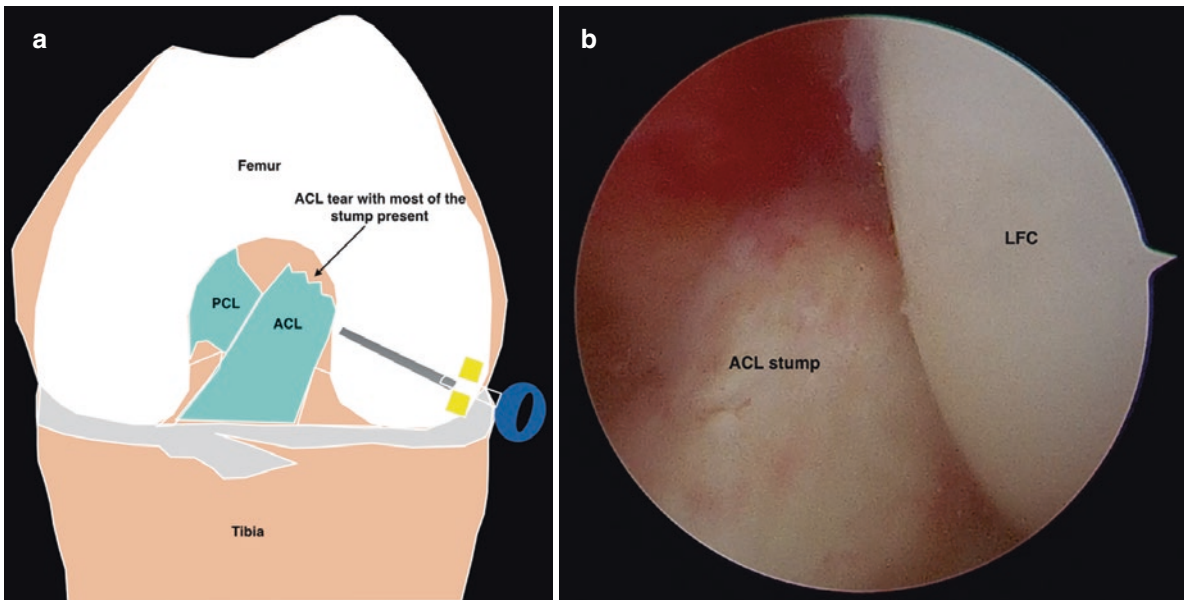 a
Femur
ACL tear with most of the
stump present
PCL
ACL
Tibia
b
LFC
ACL stump